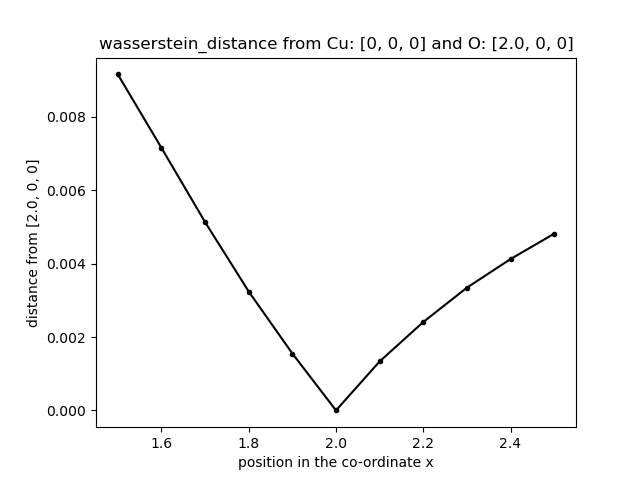 wasserstein_distance from Cu: [0, 0, 0] and O: [2.0, 0, 0]
distance from [2.0, 0, 0]
0.008
0.006
0.004
0.002
0.000
1.6 1.8 2.0 2.2 2.4
position in the co-ordinate x